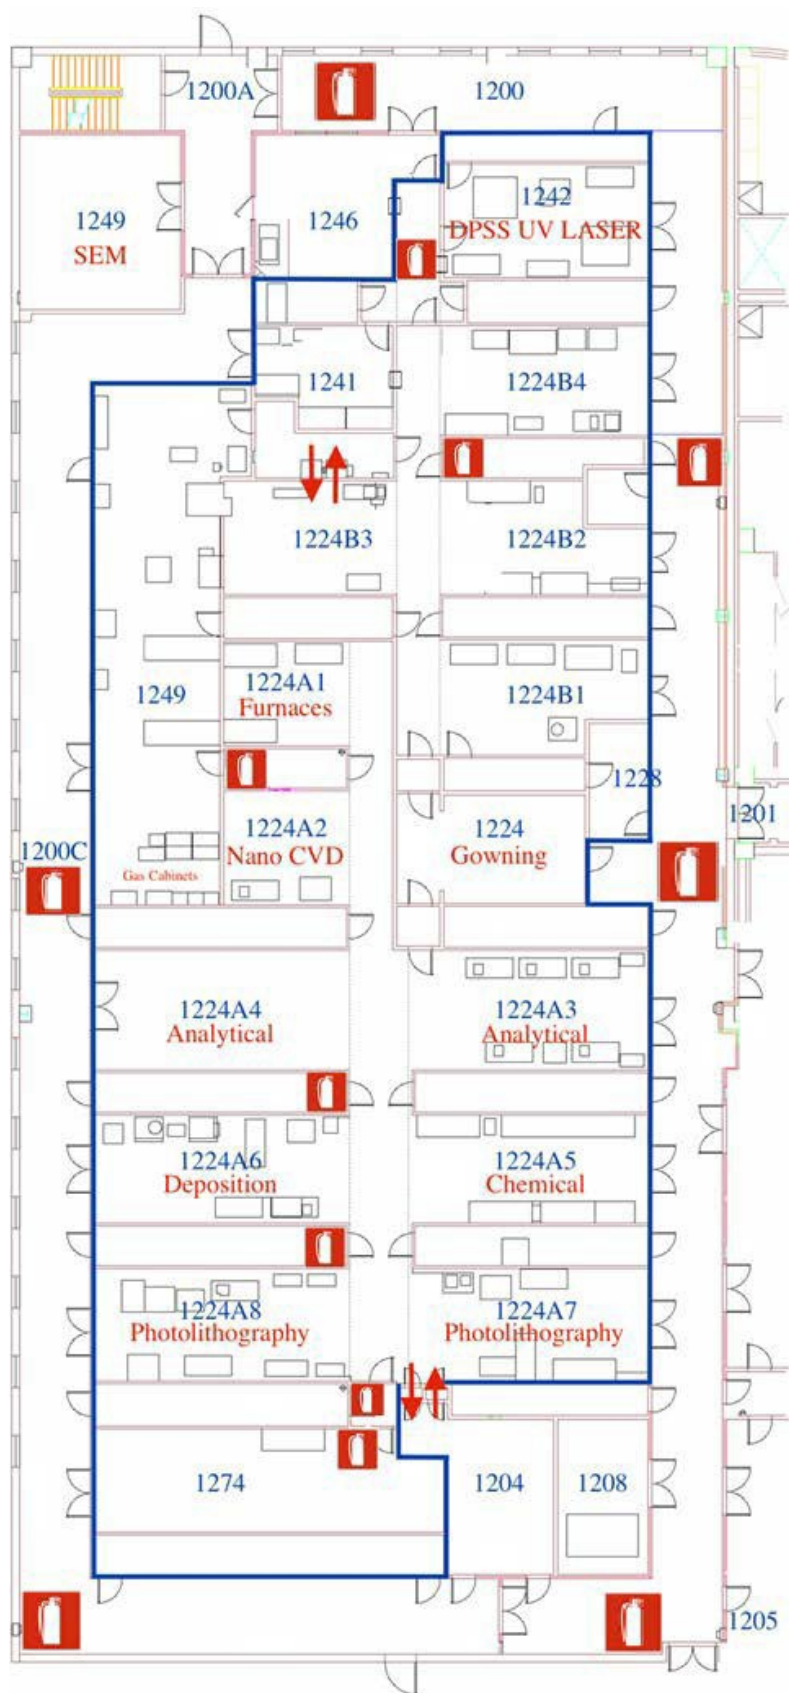 1200A
1200
1249
SEM
1246
1242
DPSS UV LASER
1241
1224B4
1224B3
1224B2
1249
1224A1
Furnaces
1224B1
1228
1201
1200C
1224A2
Nano CVD
1224
Gowning
Gas Cabinets
1224A4
Analytical
1224A3
Analytical
1224A6
Deposition
1224A5
Chemical
1224A8
Photolithography
1224A7
Photolithography
1274
1204
1208
1205